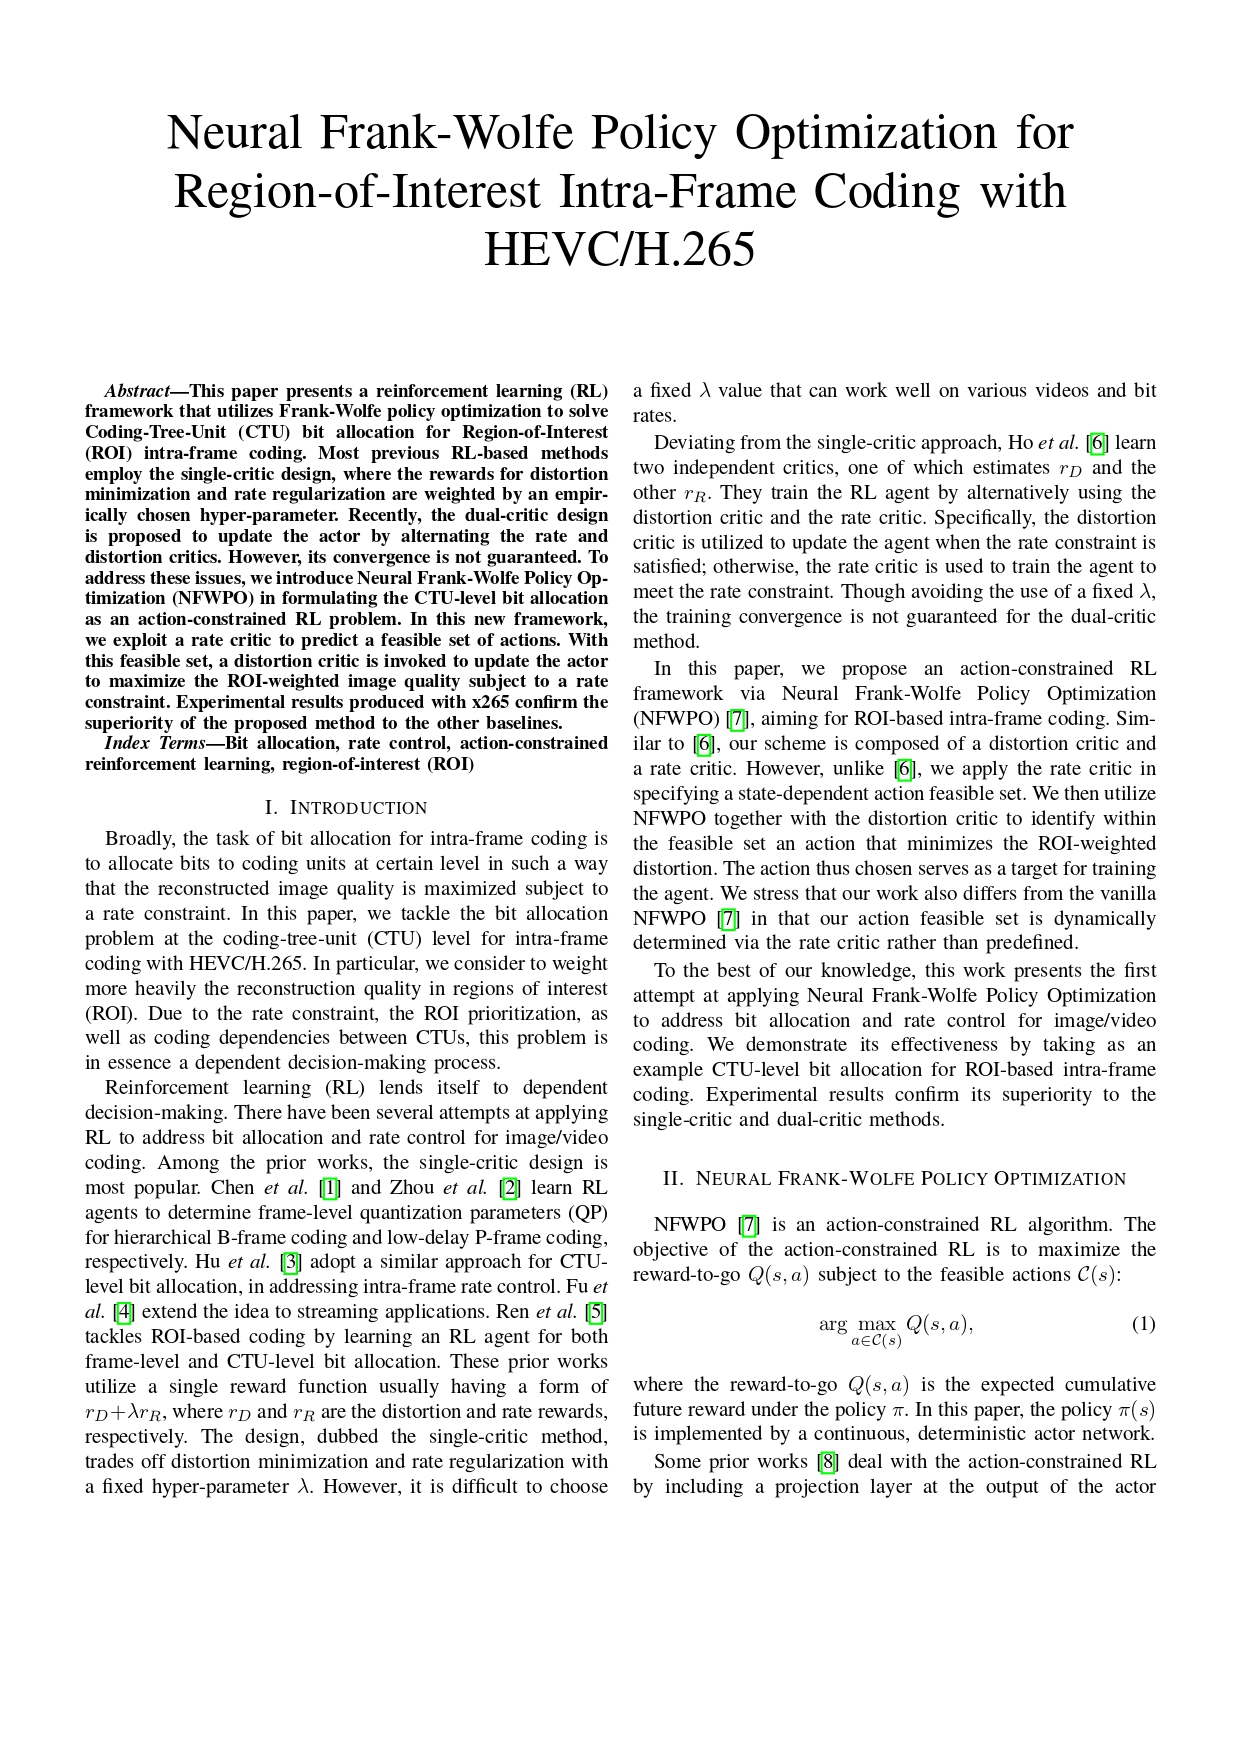 Neural Frank-Wolfe Policy Optimization for
Region-of-Interest Intra-Frame Coding with
HEVC/H.265
Abstract—This paper presents a reinforcement learning (RL)
framework that utilizes Frank-Wolfe policy optimization to solve
Coding-Tree-Unit (CTU) bit allocation for Region-of-Interest
(ROI) intra-frame coding. Most previous RL-based methods
employ the single-critic design, where the rewards for distortion
minimization and rate regularization are weighted by an empir-
ically chosen hyper-parameter. Recently, the dual-critic design
is proposed to update the actor by alternating the rate and
distortion critics. However, its convergence is not guaranteed. To
address these issues, we introduce Neural Frank-Wolfe Policy Op-
timization (NFWPO) in formulating the CTU-level bit allocation
as an action-constrained RL problem. In this new framework,
we exploit a rate critic to predict a feasible set of actions. With
this feasible set, a distortion critic is invoked to update the actor
to maximize the ROI-weighted image quality subject to a rate
constraint. Experimental results produced with x265 confirm the
superiority of the proposed method to the other baselines.
Index Terms—Bit allocation, rate control, action-constrained
reinforcement learning, region-of-interest (ROI)
I. INTRODUCTION
Broadly, the task of bit allocation for intra-frame coding is
to allocate bits to coding units at certain level in such a way
that the reconstructed image quality is maximized subject to
a rate constraint. In this paper, we tackle the bit allocation
problem at the coding-tree-unit (CTU) level for intra-frame
coding with HEVC/H.265. In particular, we consider to weight
more heavily the reconstruction quality in regions of interest
(ROI). Due to the rate constraint, the ROI prioritization, as
well as coding dependencies between CTUs, this problem is
in essence a dependent decision-making process.
Reinforcement learning (RL) lends itself to dependent
decision-making. There have been several attempts at applying
RL to address bit allocation and rate control for image/video
coding. Among the prior works, the single-critic design is
most popular. Chen et al. [1] and Zhou et al. [2] learn RL
agents to determine frame-level quantization parameters (QP)
for hierarchical B-frame coding and low-delay P-frame coding,
respectively. Hu et al. [3] adopt a similar approach for CTU-
level bit allocation, in addressing intra-frame rate control. Fu et
al. [4] extend the idea to streaming applications. Ren et al. [5]
tackles ROI-based coding by learning an RL agent for both
frame-level and CTU-level bit allocation. These prior works
utilize a single reward function usually having a form of
r_D+λr_R, where r_D and r_R are the distortion and rate rewards,
respectively. The design, dubbed the single-critic method,
trades off distortion minimization and rate regularization with
a fixed hyper-parameter λ. However, it is difficult to choose
a fixed λ value that can work well on various videos and bit
rates.
Deviating from the single-critic approach, Ho et al. [6] learn
two independent critics, one of which estimates r_D and the
other r_R. They train the RL agent by alternatively using the
distortion critic and the rate critic. Specifically, the distortion
critic is utilized to update the agent when the rate constraint is
satisfied; otherwise, the rate critic is used to train the agent to
meet the rate constraint. Though avoiding the use of a fixed λ,
the training convergence is not guaranteed for the dual-critic
method.
In this paper, we propose an action-constrained RL
framework via Neural Frank-Wolfe Policy Optimization
(NFWPO) [7], aiming for ROI-based intra-frame coding. Sim-
ilar to [6], our scheme is composed of a distortion critic and
a rate critic. However, unlike [6], we apply the rate critic in
specifying a state-dependent action feasible set. We then utilize
NFWPO together with the distortion critic to identify within
the feasible set an action that minimizes the ROI-weighted
distortion. The action thus chosen serves as a target for training
the agent. We stress that our work also differs from the vanilla
NFWPO [7] in that our action feasible set is dynamically
determined via the rate critic rather than predefined.
To the best of our knowledge, this work presents the first
attempt at applying Neural Frank-Wolfe Policy Optimization
to address bit allocation and rate control for image/video
coding. We demonstrate its effectiveness by taking as an
example CTU-level bit allocation for ROI-based intra-frame
coding. Experimental results confirm its superiority to the
single-critic and dual-critic methods.
II. NEURAL FRANK-WOLFE POLICY OPTIMIZATION
NFWPO [7] is an action-constrained RL algorithm. The
objective of the action-constrained RL is to maximize the
reward-to-go Q(s, a) subject to the feasible actions C(s):
arg max_{a∈C(s)} Q(s, a), (1)
where the reward-to-go Q(s, a) is the expected cumulative
future reward under the policy π. In this paper, the policy π(s)
is implemented by a continuous, deterministic actor network.
Some prior works [8] deal with the action-constrained RL
by including a projection layer at the output of the actor